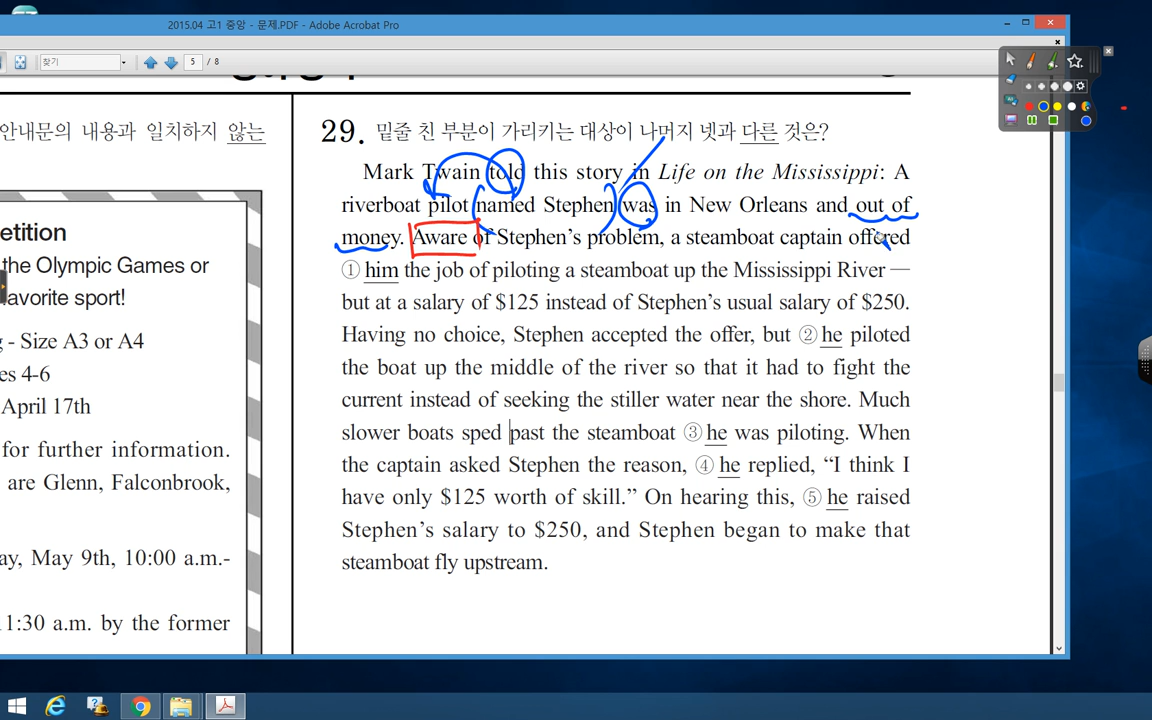 2015.04 고1 중앙 - 문제.PDF - Adobe Acrobat Pro
찾기
5 / 8
안내문의 내용과 일치하지 않는
etition
the Olympic Games or
favorite sport!
g - Size A3 or A4
es 4-6
April 17th
for further information.
are Glenn, Falconbrook,
ay, May 9th, 10:00 a.m.-
11:30 a.m. by the former
29. 밑줄 친 부분이 가리키는 대상이 나머지 넷과 다른 것은?
Mark Twain told this story in Life on the Mississippi: A
riverboat pilot named Stephen was in New Orleans and out of
money. Aware of Stephen's problem, a steamboat captain offered
① him the job of piloting a steamboat up the Mississippi River —
but at a salary of $125 instead of Stephen's usual salary of $250.
Having no choice, Stephen accepted the offer, but ② he piloted
the boat up the middle of the river so that it had to fight the
current instead of seeking the stiller water near the shore. Much
slower boats sped past the steamboat ③ he was piloting. When
the captain asked Stephen the reason, ④ he replied, “I think I
have only $125 worth of skill.” On hearing this, ⑤ he raised
Stephen's salary to $250, and Stephen began to make that
steamboat fly upstream.